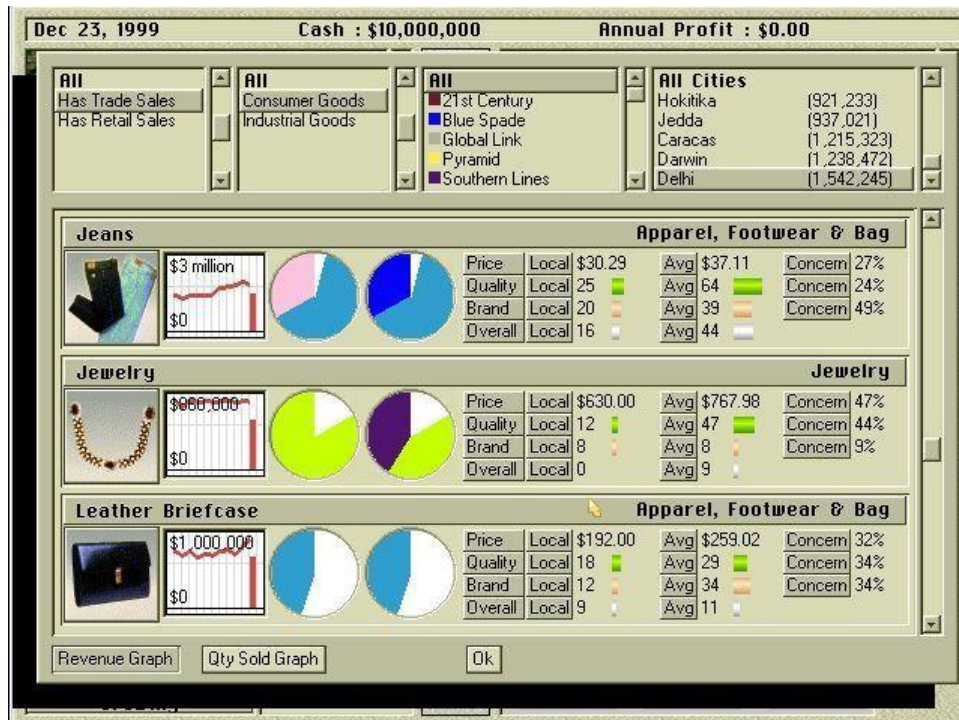 Dec 23, 1999 Cash : $10,000,000 Annual Profit : $0.00
All
Has Trade Sales
Has Retail Sales
All
Consumer Goods
Industrial Goods
All
21st Century
Blue Spade
Global Link
Pyramid
Southern Lines
All Cities
Hokitika (921,233)
Jedda (937,021)
Caracas (1,215,323)
Darwin (1,238,472)
Delhi (1,542,245)
Jeans Apparel, Footwear & Bag
$3 million
$0
Price Local $30.29 Avg $37.11 Concern 27%
Quality Local 25 Avg 64 Concern 24%
Brand Local 20 Avg 39 Concern 49%
Overall Local 16 Avg 44
Jewelry Jewelry
$0
Price Local $630.00 Avg $767.98 Concern 47%
Quality Local 12 Avg 47 Concern 44%
Brand Local 8 Avg 8 Concern 9%
Overall Local 0 Avg 9
Leather Briefcase Apparel, Footwear & Bag
$1,000,000
$0
Price Local $192.00 Avg $259.02 Concern 32%
Quality Local 18 Avg 29 Concern 34%
Brand Local 12 Avg 34 Concern 34%
Overall Local 9 Avg 11
Revenue Graph Qty Sold Graph Ok